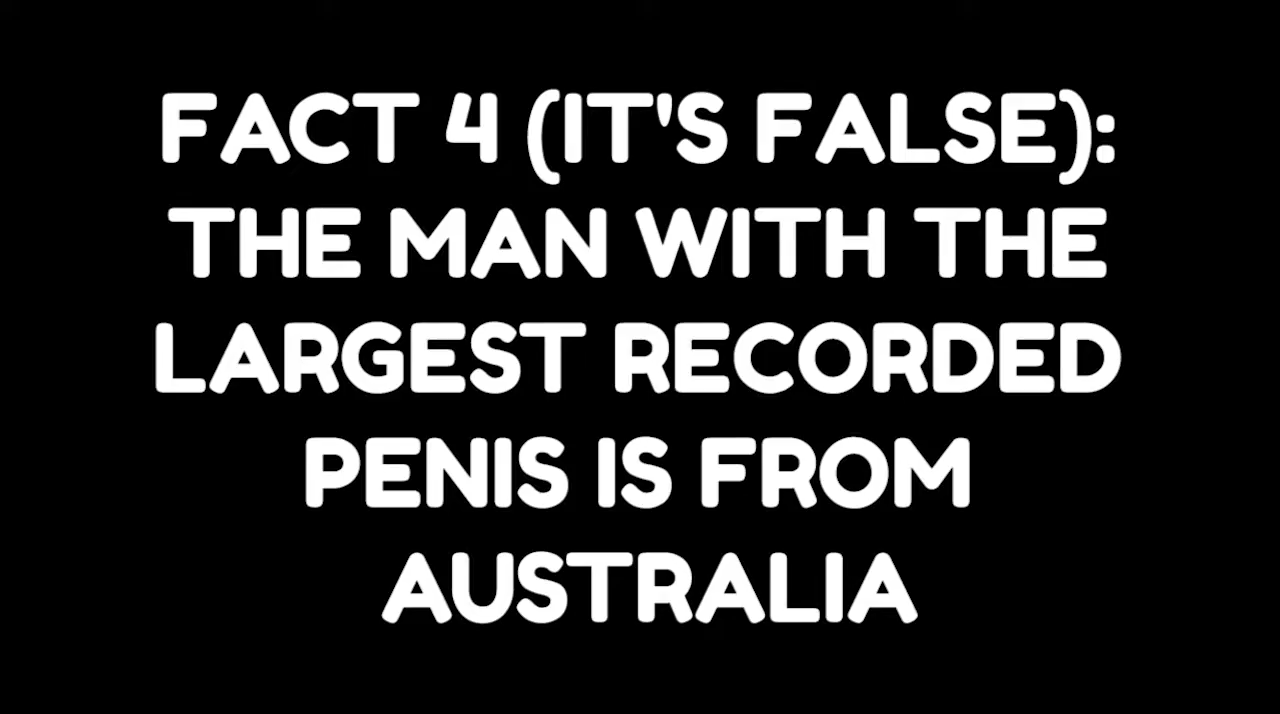 FACT 4 (IT'S FALSE):
THE MAN WITH THE
LARGEST RECORDED
PENIS IS FROM
AUSTRALIA